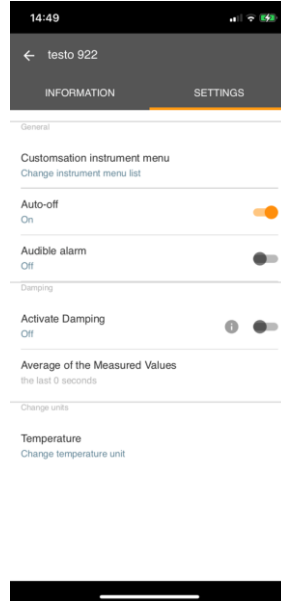 14:49
testo 922
INFORMATION SETTINGS
General
Customsation instrument menu
Change instrument menu list
Auto-off
On
Audible alarm
Off
Damping
Activate Damping
Off
Average of the Measured Values
the last 0 seconds
Change units
Temperature
Change temperature unit